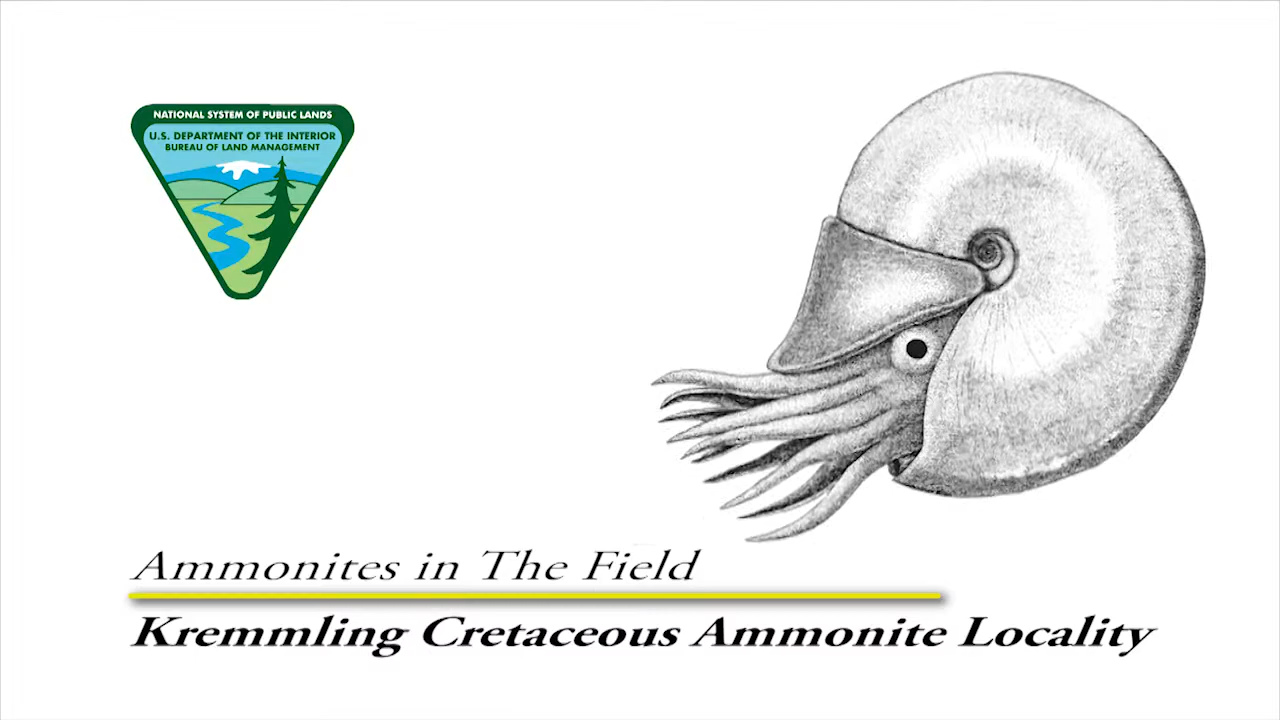 NATIONAL SYSTEM OF PUBLIC LANDS
U.S. DEPARTMENT OF THE INTERIOR
BUREAU OF LAND MANAGEMENT
Ammonites in The Field
Kremmling Cretaceous Ammonite Locality